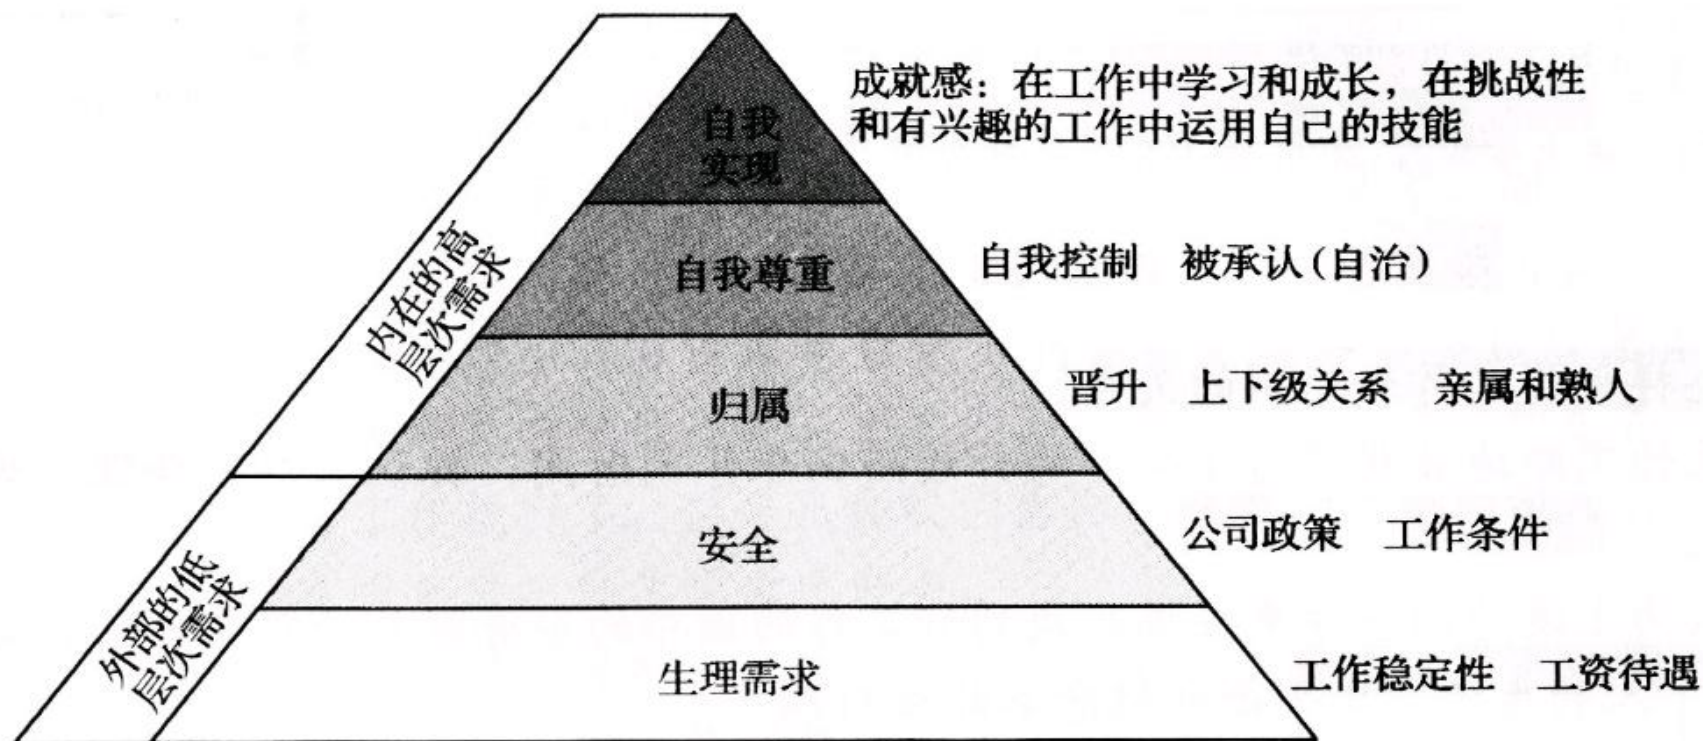 成就感：在工作中学习和成长，在挑战性
和有兴趣的工作中运用自己的技能
自我
实现
自我尊重
自我控制 被承认(自治)
内在的高
层次需求
归属
晋升 上下级关系 亲属和熟人
安全
公司政策 工作条件
外部的低
层次需求
生理需求
工作稳定性 工资待遇